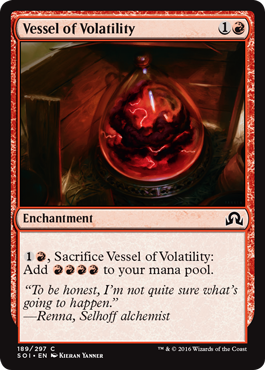 Vessel of Volatility 1
Enchantment
1 , Sacrifice Vessel of Volatility:
Add to your mana pool.
“To be honest, I’m not quite sure what’s
going to happen.”
—Renna, Selhoff alchemist
189/297 C
SOI • EN Kieran Yanner ™ & © 2016 Wizards of the Coast